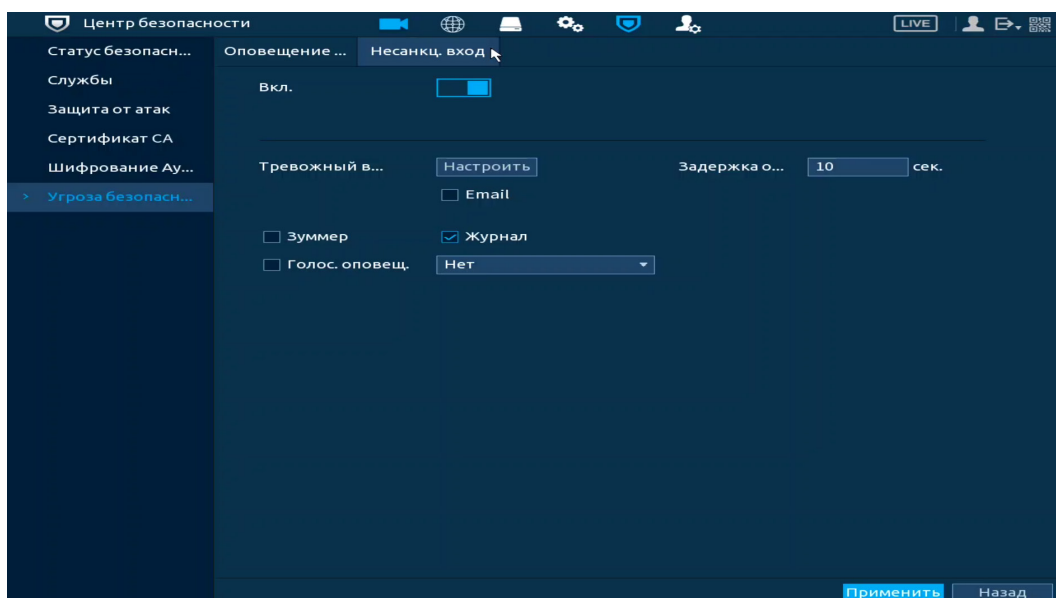 Центр безопасности
LIVE
Статус безопасн...
Службы
Защита от атак
Сертификат CA
Шифрование Ау...
> Угроза безопасн...
Оповещение ...
Несанкц. вход
Вкл.
Тревожный в...
Настроить
Задержка о...
10
сек.
Email
Зуммер
Журнал
Голос. оповещ.
Нет
Применить
Назад